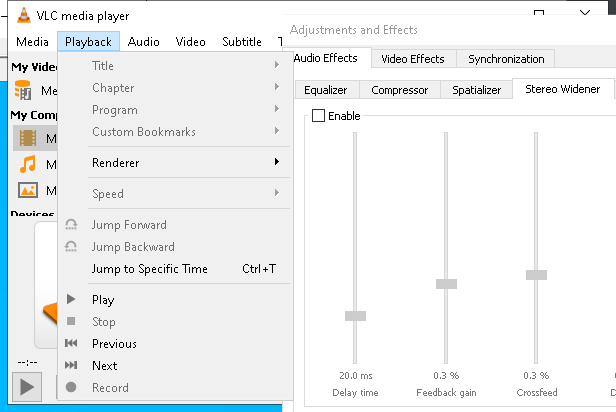 VLC media player
Media Playback Audio Video Subtitle T
My Vide
Me
My Comp
M
M
M
Devices
--:--
Title
Chapter
Program
Custom Bookmarks
Renderer
Speed
Jump Forward
Jump Backward
Jump to Specific Time Ctrl+T
Play
Stop
Previous
Next
Record
Adjustments and Effects
Audio Effects Video Effects Synchronization
Equalizer Compressor Spatializer Stereo Widener
Enable
20.0 ms 0.3 % 0.3 %
Delay time Feedback gain Crossfeed D